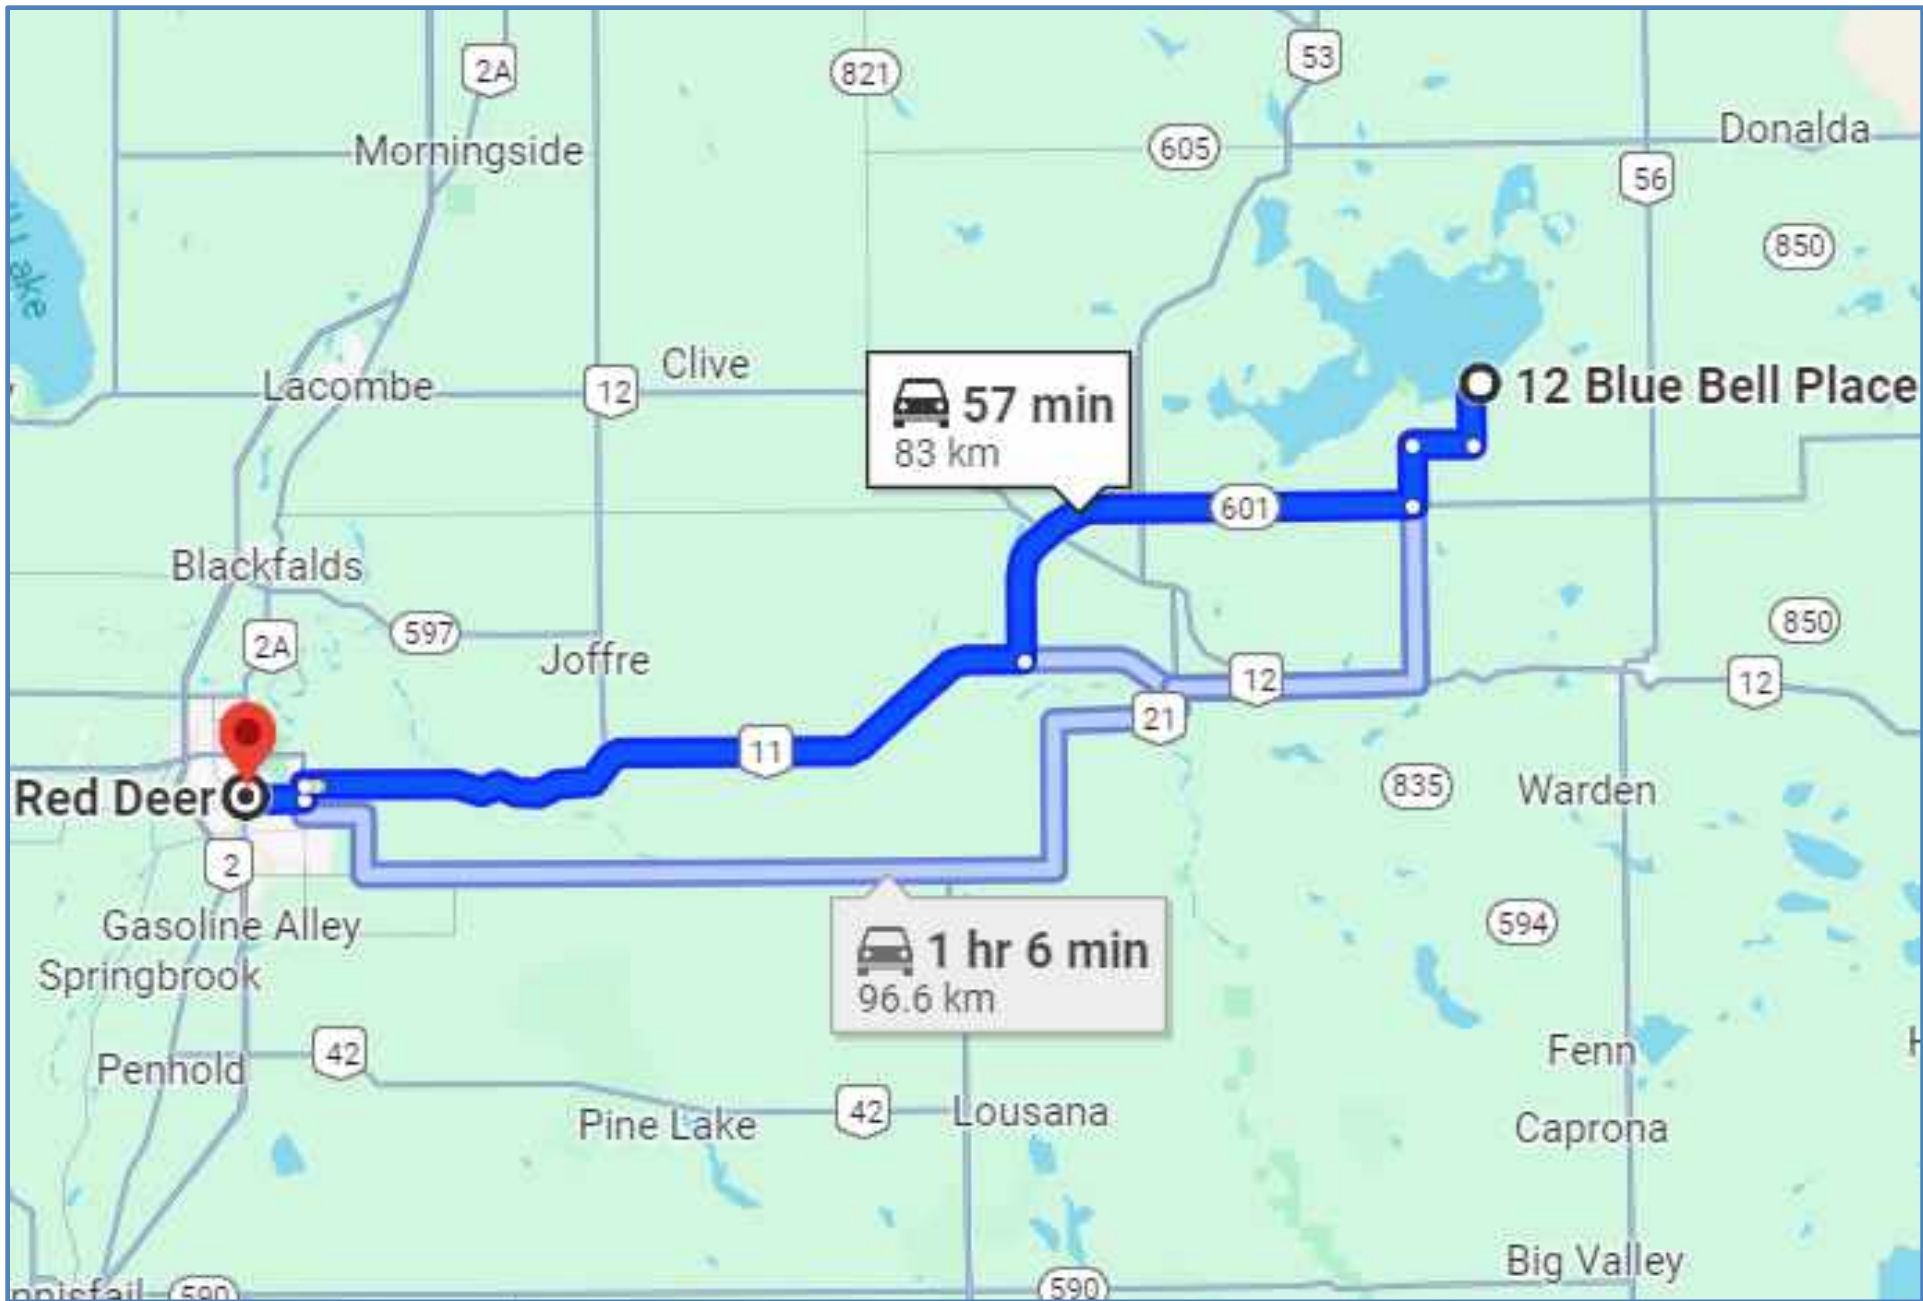 2A
821
53
Donalda
Morningside
605
56
850
Lake
Lacombe
12
Clive
57 min
83 km
12 Blue Bell Place
601
Blackfalds
597
2A
Joffre
850
12
12
21
11
Red Deer
835
Warden
2
Gasoline Alley
1 hr 6 min
96.6 km
594
Springbrook
42
Penhold
Fenn
Pine Lake
42
Lousana
Caprona
Big Valley
590
590